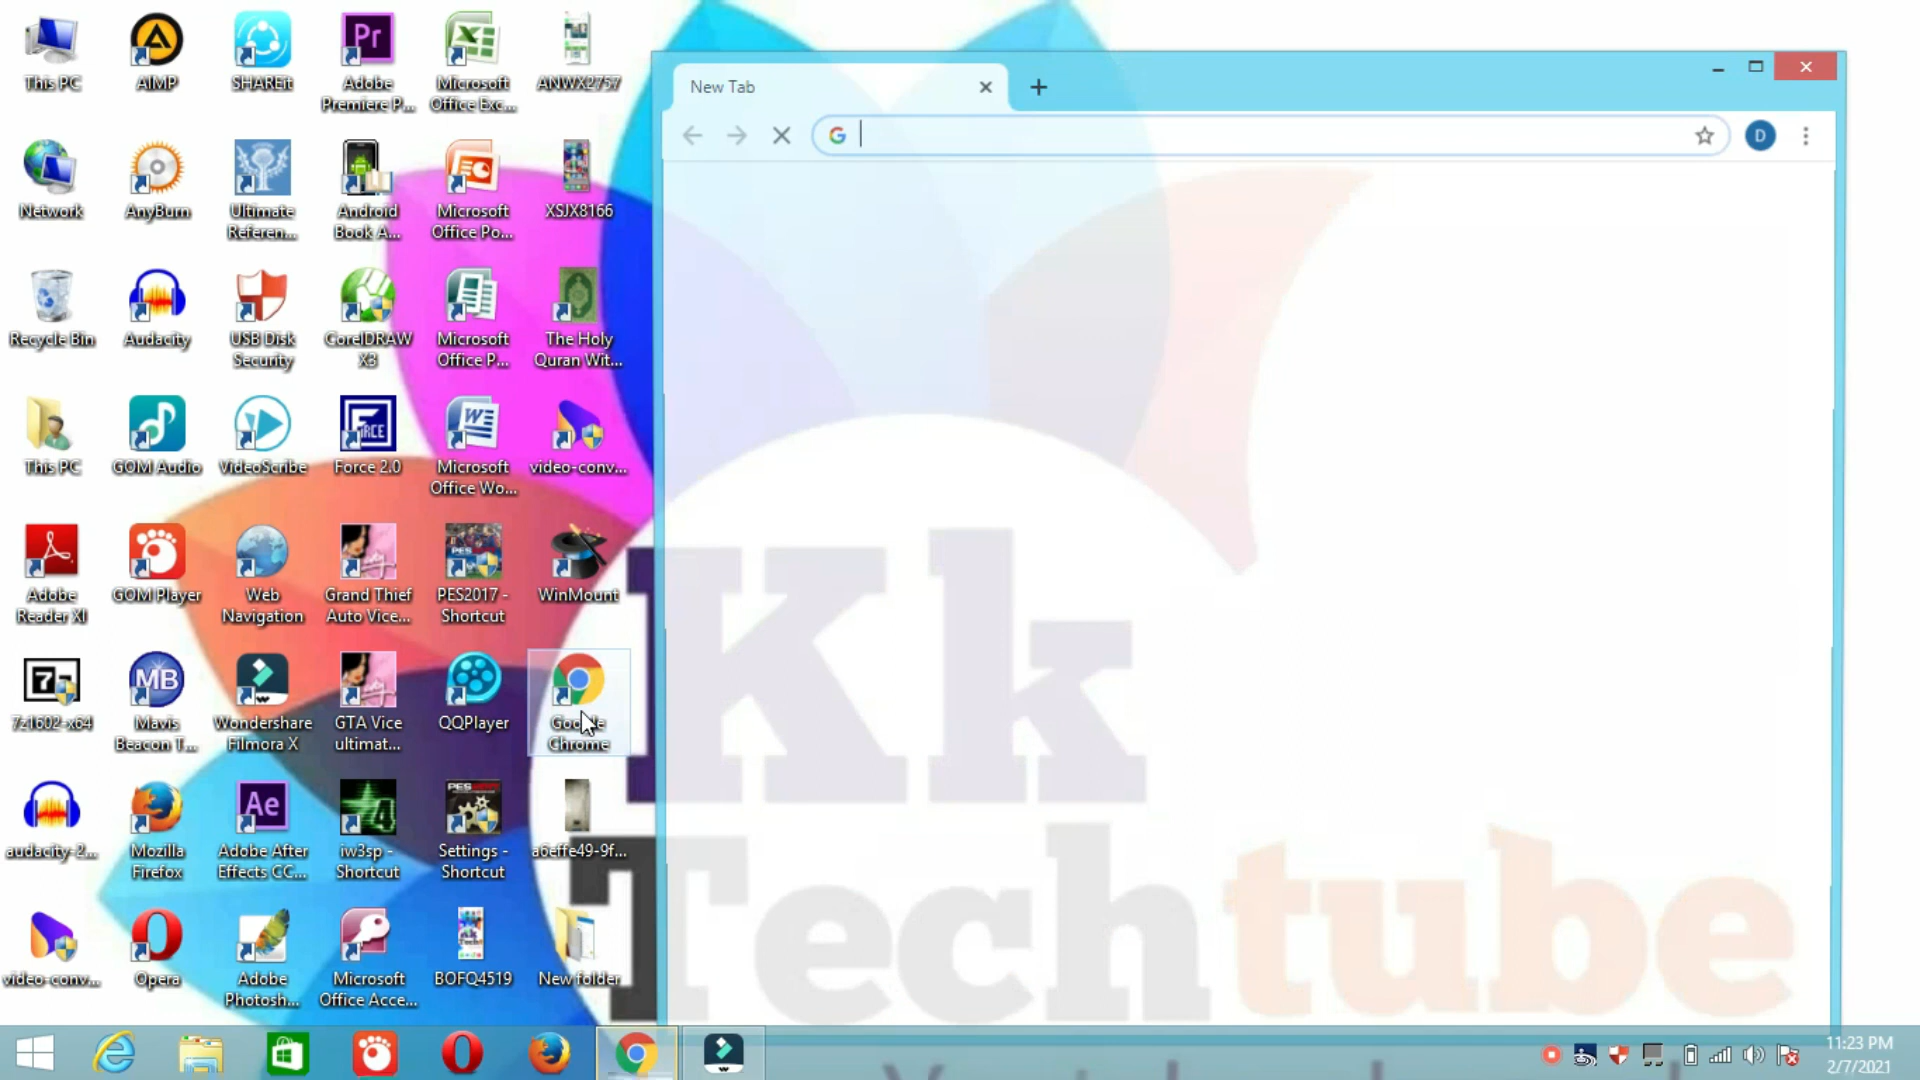 This PC
AIMP
SHAREit
Adobe
Premiere P...
Microsoft
Office Exc...
ANWX2757
Network
AnyBurn
Ultimate
Referen...
Android
Book A...
Microsoft
Office Po...
XSJX8166
Recycle Bin
Audacity
USB Disk
Security
CorelDRAW
X3
Microsoft
Office P...
The Holy
Quran Wit...
This PC
GOM Audio
VideoScribe
Force 2.0
Microsoft
Office Wo...
video-conv...
Adobe
Reader XI
GOM Player
Web
Navigation
Grand Thief
Auto Vice...
PES2017 -
Shortcut
WinMount
7z1602-x64
Mavis
Beacon T...
Wondershare
Filmora X
GTA Vice
ultimat...
QQPlayer
Google
Chrome
audacity-2...
Mozilla
Firefox
Adobe After
Effects CC...
iw3sp -
Shortcut
Settings -
Shortcut
a6effe49-9f...
video-conv...
Opera
Adobe
Photosh...
Microsoft
Office Acce...
BOFQ4519
New folder
New Tab
D
Kk
Techtube
11:23 PM
2/7/2021